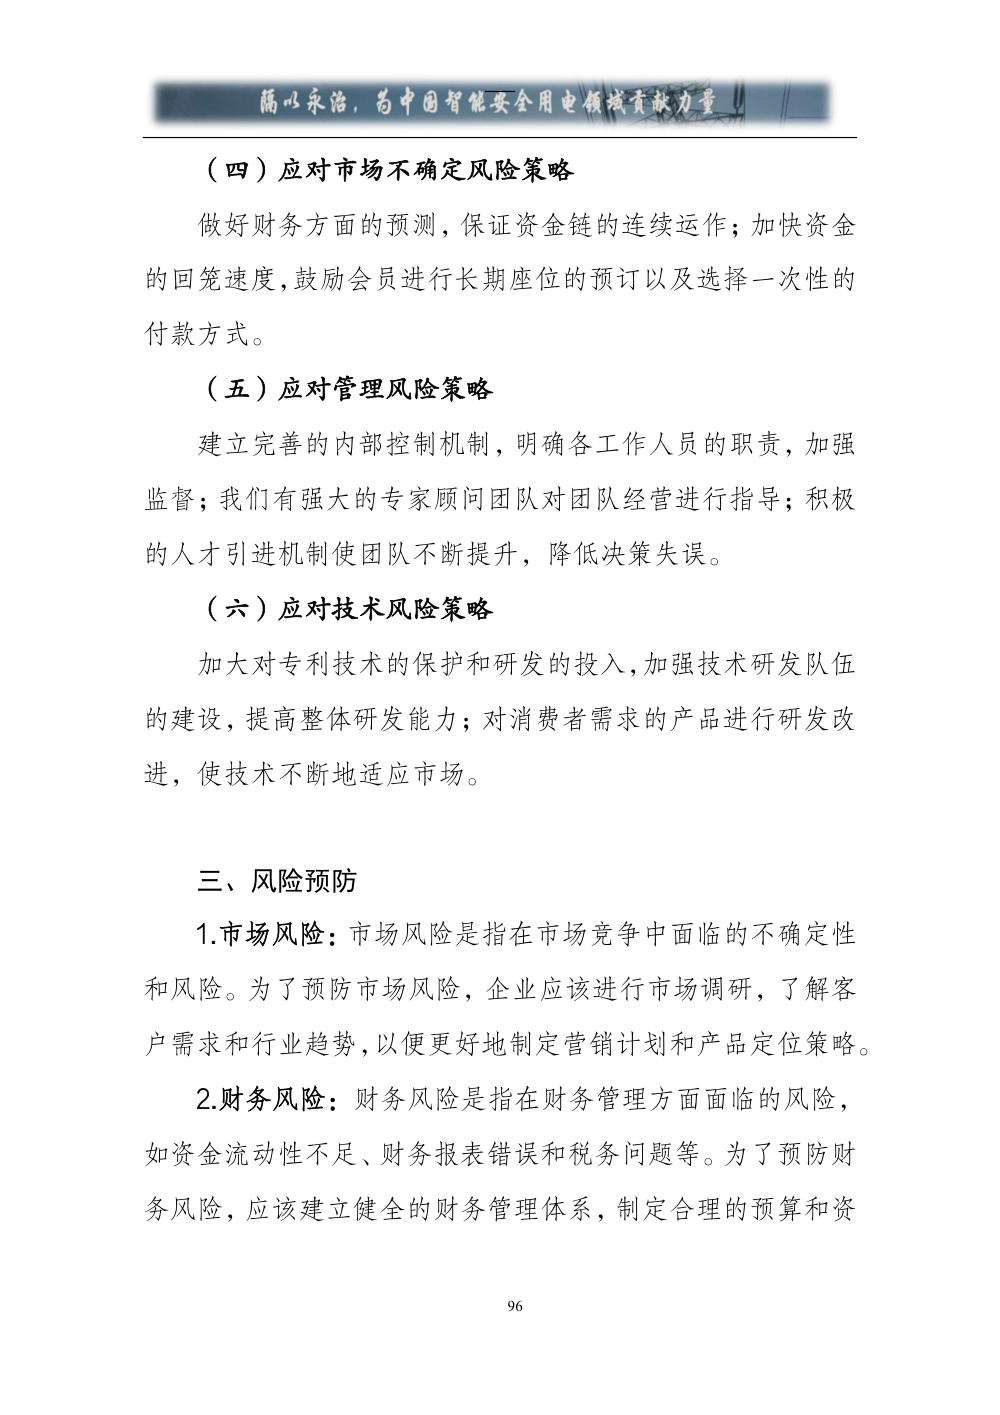 隔以永治，为中国智能安全用电领域贡献力量
（四）应对市场不确定风险策略
做好财务方面的预测，保证资金链的连续运作；加快资金
的回笼速度，鼓励会员进行长期座位的预订以及选择一次性的
付款方式。
（五）应对管理风险策略
建立完善的内部控制机制，明确各工作人员的职责，加强
监督；我们有强大的专家顾问团队对团队经营进行指导；积极
的人才引进机制使团队不断提升，降低决策失误。
（六）应对技术风险策略
加大对专利技术的保护和研发的投入，加强技术研发队伍
的建设，提高整体研发能力；对消费者需求的产品进行研发改
进，使技术不断地适应市场。
三、风险预防
1.市场风险：市场风险是指在市场竞争中面临的不确定性
和风险。为了预防市场风险，企业应该进行市场调研，了解客
户需求和行业趋势，以便更好地制定营销计划和产品定位策略。
2.财务风险：财务风险是指在财务管理方面面临的风险，
如资金流动性不足、财务报表错误和税务问题等。为了预防财
务风险，应该建立健全的财务管理体系，制定合理的预算和资
96